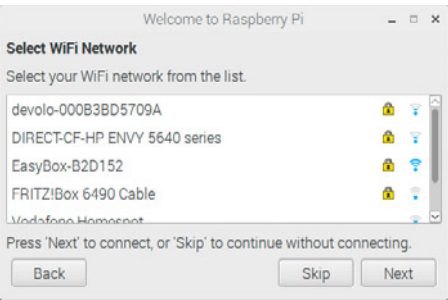 Welcome to Raspberry Pi
Select WiFi Network
Select your WiFi network from the list.
devolo-000B3BD5709A
DIRECT-CF-HP ENVY 5640 series
EasyBox-B2D152
FRITZ!Box 6490 Cable
Vodafone Homespot
Press 'Next' to connect, or 'Skip' to continue without connecting.
Back
Skip
Next